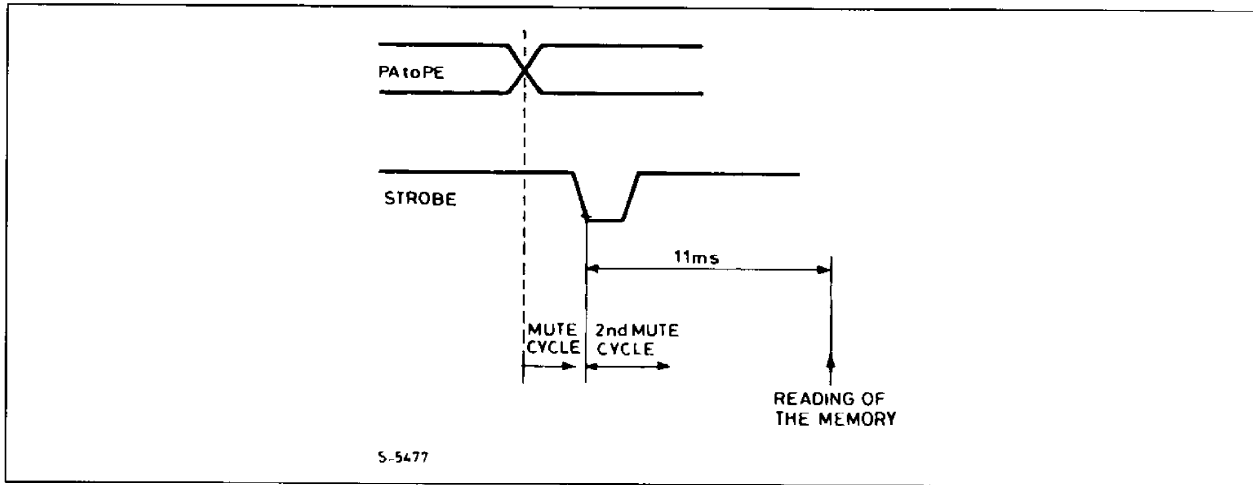 PA to PE
STROBE
11ms
MUTE CYCLE
2nd MUTE CYCLE
READING OF
THE MEMORY
S-5477